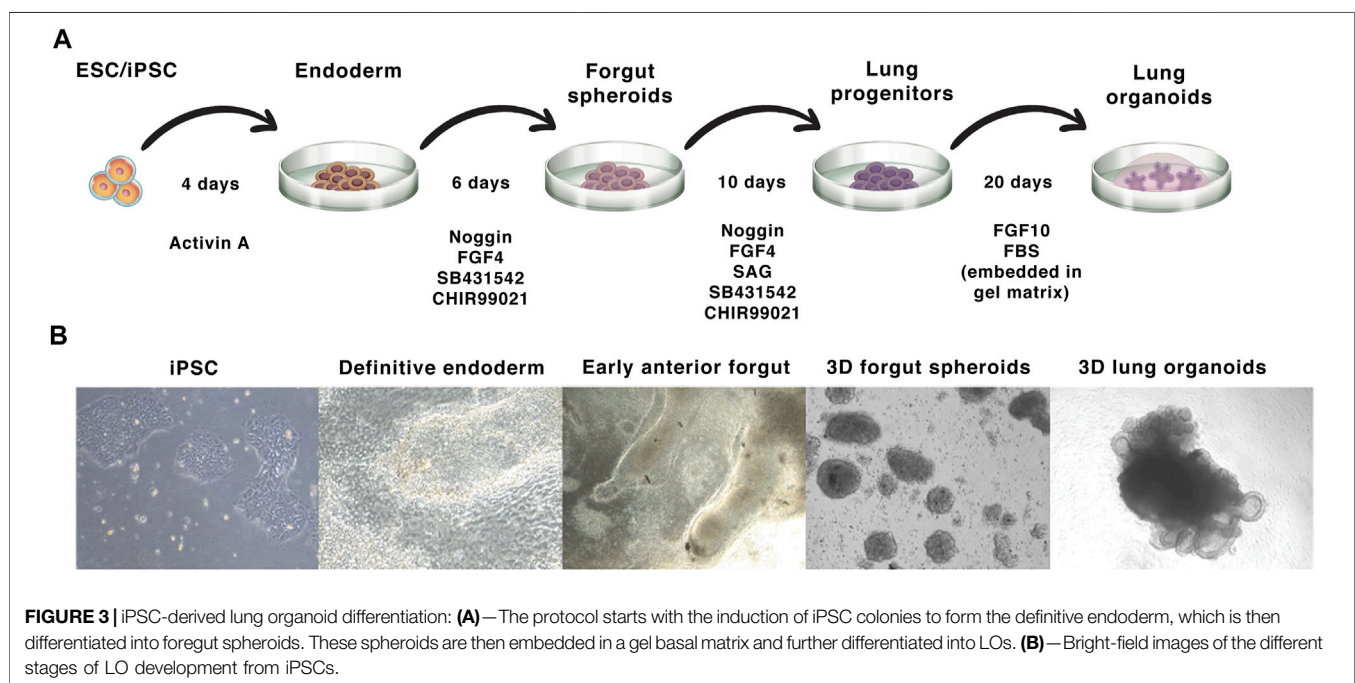 A
ESC/iPSC
Endoderm
Forgut
spheroids
Lung
progenitors
Lung
organoids
4 days
6 days
10 days
20 days
Activin A
Noggin
FGF4
SB431542
CHIR99021
Noggin
FGF4
SAG
SB431542
CHIR99021
FGF10
FBS
(embedded in
gel matrix)
B
iPSC
Definitive endoderm
Early anterior forgut
3D forgut spheroids
3D lung organoids
FIGURE 3 | iPSC-derived lung organoid differentiation: (A)—The protocol starts with the induction of iPSC colonies to form the definitive endoderm, which is then
differentiated into foregut spheroids. These spheroids are then embedded in a gel basal matrix and further differentiated into LOs. (B)—Bright-field images of the different
stages of LO development from iPSCs.